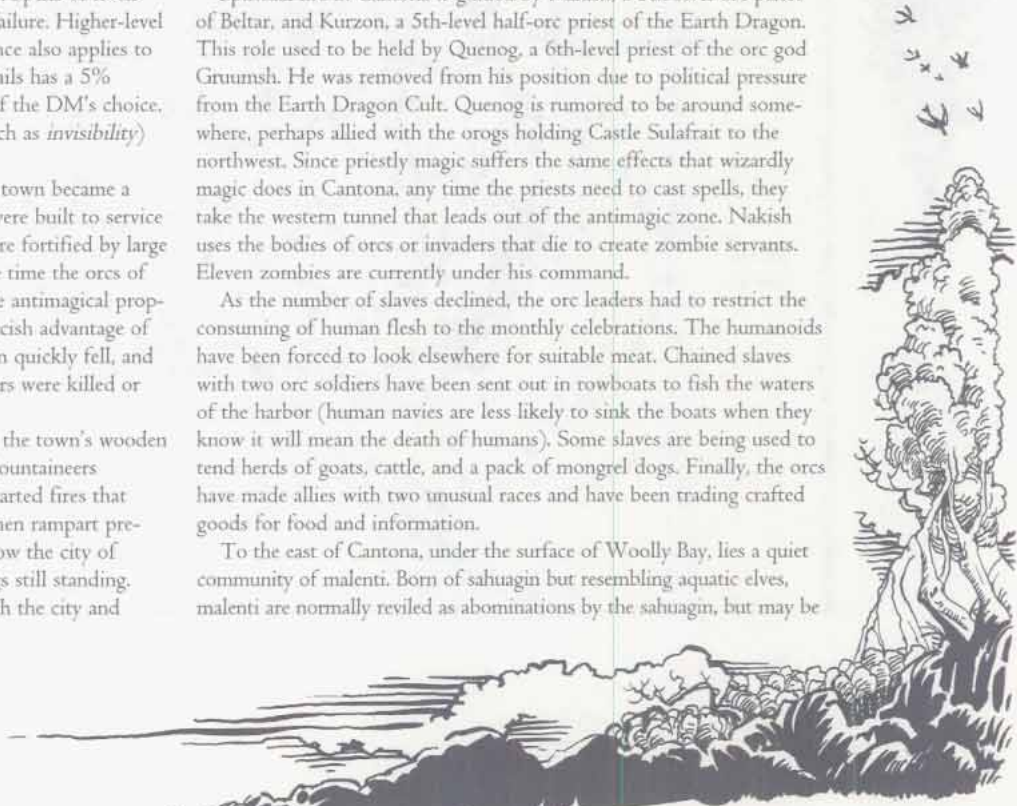 ailure. Higher-level
nce also applies to
ails has a 5%
f the DM's choice.
ch as invisibility)
town became a
vere built to service
re fortified by large
e time the orcs of
e antimagical prop-
cish advantage of
n quickly fell, and
rs were killed or
the town's wooden
ountaineers
arted fires that
hen rampart pre-
ow the city of
s still standing.
h the city and
of Beltar, and Kurzon, a 5th-level half-orc priest of the Earth Dragon.
This role used to be held by Quenog, a 6th-level priest of the orc god
Gruumsh. He was removed from his position due to political pressure
from the Earth Dragon Cult. Quenog is rumored to be around some-
where, perhaps allied with the orogs holding Castle Sulafrait to the
northwest. Since priestly magic suffers the same effects that wizardly
magic does in Cantona, any time the priests need to cast spells, they
take the western tunnel that leads out of the antimagic zone. Nakish
uses the bodies of orcs or invaders that die to create zombie servants.
Eleven zombies are currently under his command.
As the number of slaves declined, the orc leaders had to restrict the
consuming of human flesh to the monthly celebrations. The humanoids
have been forced to look elsewhere for suitable meat. Chained slaves
with two orc soldiers have been sent out in rowboats to fish the waters
of the harbor (human navies are less likely to sink the boats when they
know it will mean the death of humans). Some slaves are being used to
tend herds of goats, cattle, and a pack of mongrel dogs. Finally, the orcs
have made allies with two unusual races and have been trading crafted
goods for food and information.
To the east of Cantona, under the surface of Woolly Bay, lies a quiet
community of malenti. Born of sahuagin but resembling aquatic elves,
malenti are normally reviled as abominations by the sahuagin, but may be